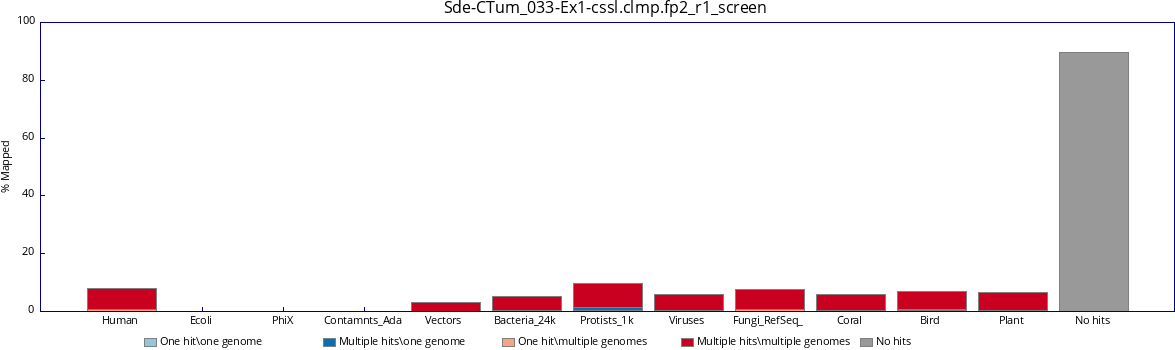 Sde-CTum_033-Ex1-cssl.clmp.fp2_r1_screen
100
80
60
40
20
0
% Mapped
Human Ecoli PhiX Contamnts_Ada Vectors Bacteria_24k Protists_1k Viruses Fungi_RefSeq_ Coral Bird Plant No hits
One hit\one genome Multiple hits\one genome One hit\multiple genomes Multiple hits\multiple genomes No hits